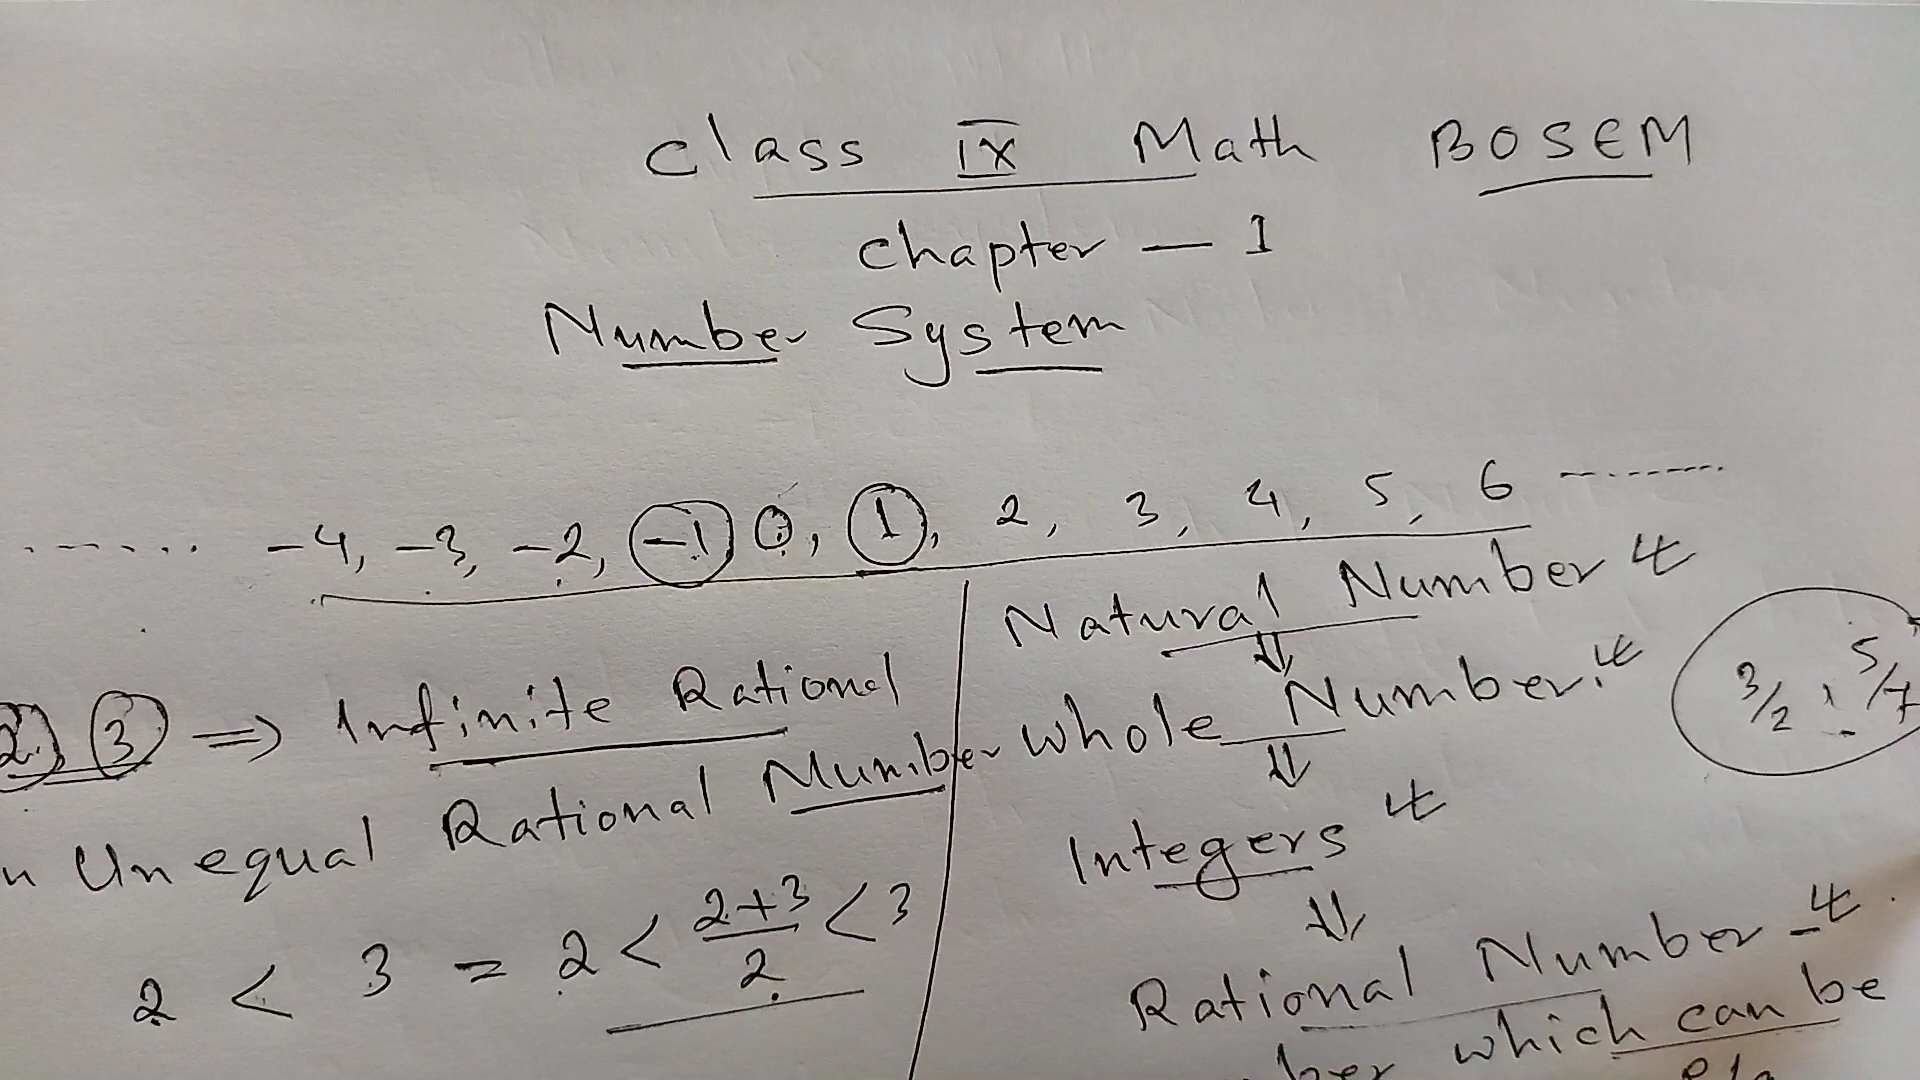 Class IX Math BOSEM
Chapter — 1
Number System
....... -4, -3, -2, -1 0, 1, 2, 3, 4, 5, 6 ........
2), 3 => Infinite Rational
Unequal Rational Number
2 < 3 = 2 < (2+3)/2 < 3
Natural Number
⇓
Whole Number
⇓
Integers
⇓
Rational Number -
which can be
3/2, 5/7